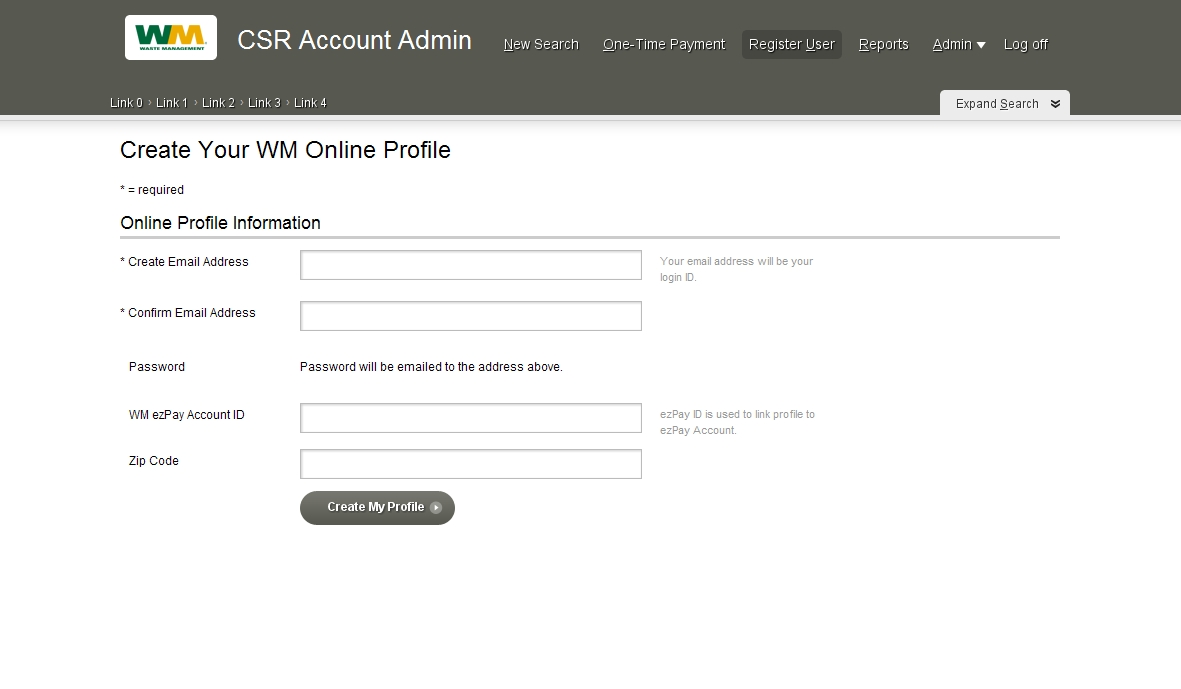 WM
WASTE MANAGEMENT
CSR Account Admin
New Search
One-Time Payment
Register User
Reports
Admin
Log off
Link 0 › Link 1 › Link 2 › Link 3 › Link 4
Expand Search
Create Your WM Online Profile
* = required
Online Profile Information
* Create Email Address
Your email address will be your
login ID.
* Confirm Email Address
Password
Password will be emailed to the address above.
WM ezPay Account ID
ezPay ID is used to link profile to
ezPay Account.
Zip Code
Create My Profile